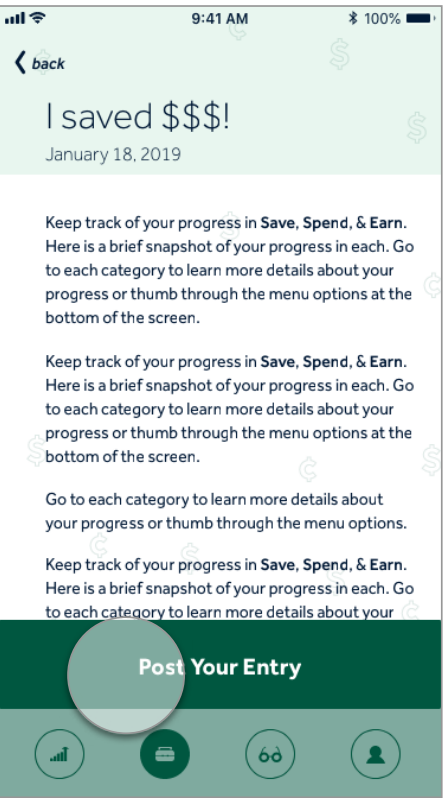 9:41 AM
100%
back
I saved $$$!
January 18, 2019
Keep track of your progress in Save, Spend, & Earn.
Here is a brief snapshot of your progress in each. Go
to each category to learn more details about your
progress or thumb through the menu options at the
bottom of the screen.
Keep track of your progress in Save, Spend, & Earn.
Here is a brief snapshot of your progress in each. Go
to each category to learn more details about your
progress or thumb through the menu options at the
bottom of the screen.
Go to each category to learn more details about
your progress or thumb through the menu options.
Keep track of your progress in Save, Spend, & Earn.
Here is a brief snapshot of your progress in each. Go
to each category to learn more details about your
Post Your Entry